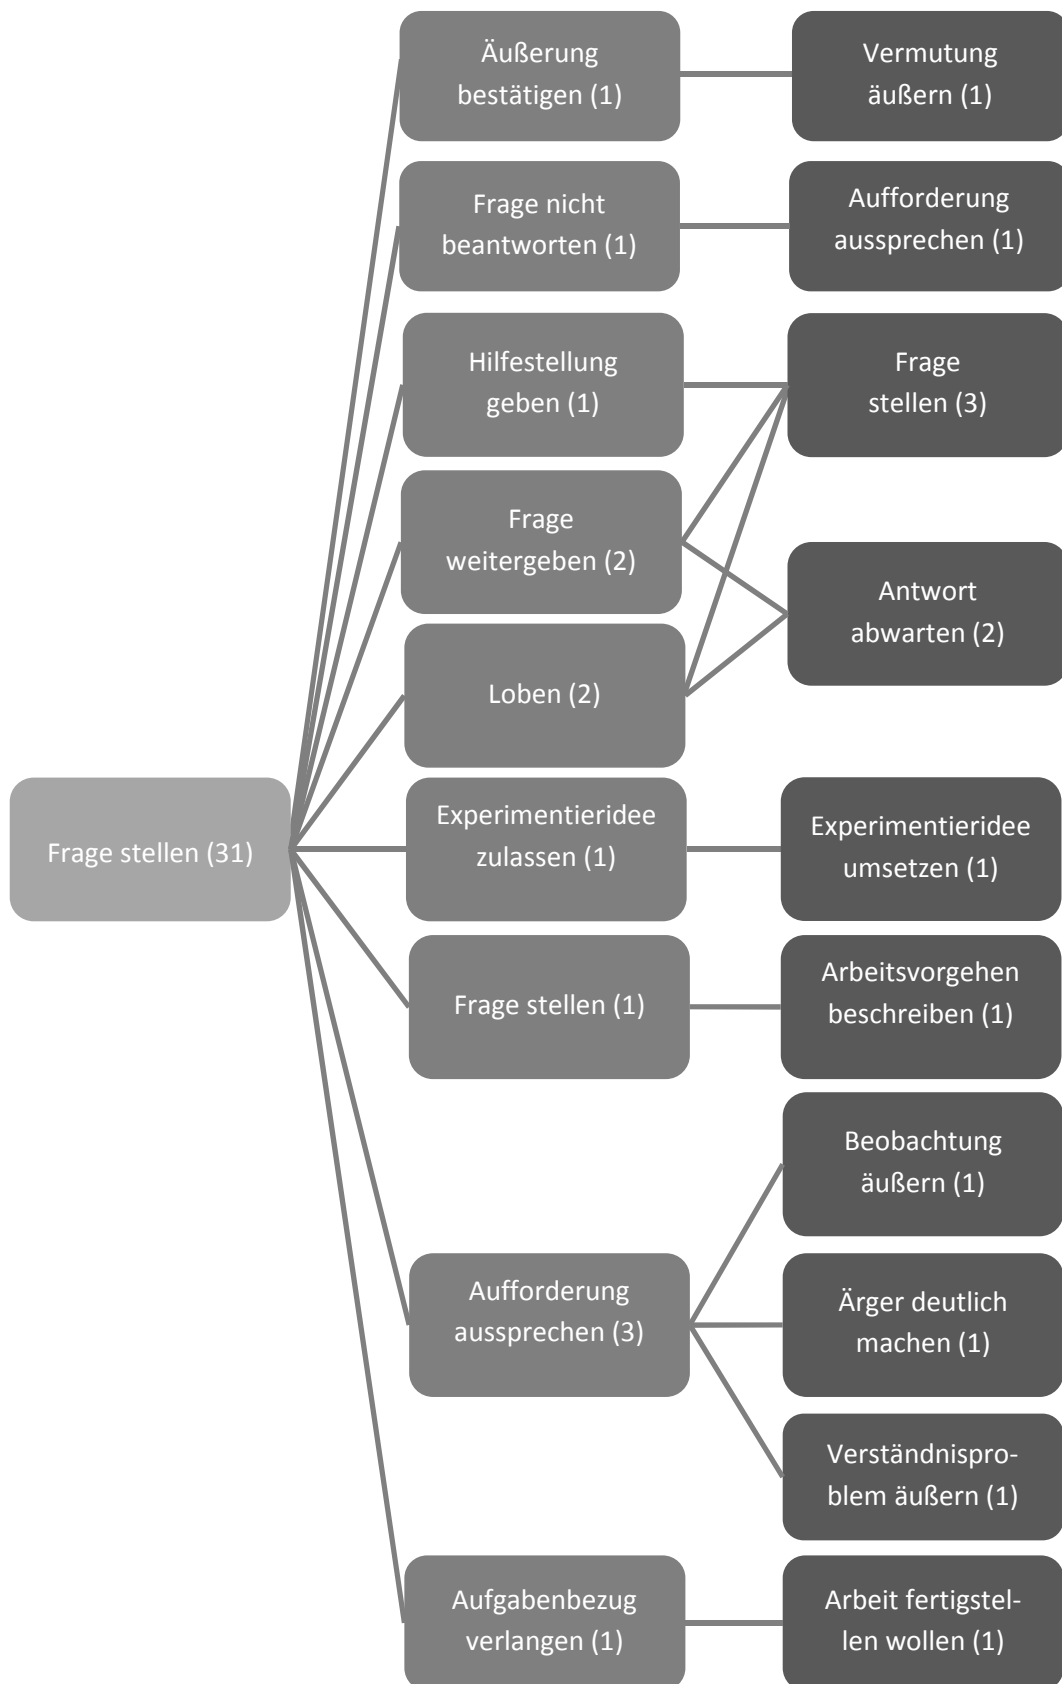 Äußerung
bestätigen (1)
Vermutung
äußern (1)
Frage nicht
beantworten (1)
Aufforderung
aussprechen (1)
Hilfestellung
geben (1)
Frage
stellen (3)
Frage
weitergeben (2)
Antwort
abwarten (2)
Loben (2)
Frage stellen (31)
Experimentieridee
zulassen (1)
Experimentieridee
umsetzen (1)
Frage stellen (1)
Arbeitsvorgehen
beschreiben (1)
Beobachtung
äußern (1)
Aufforderung
aussprechen (3)
Ärger deutlich
machen (1)
Verständnispro-
blem äußern (1)
Aufgabenbezug
verlangen (1)
Arbeit fertigstel-
len wollen (1)